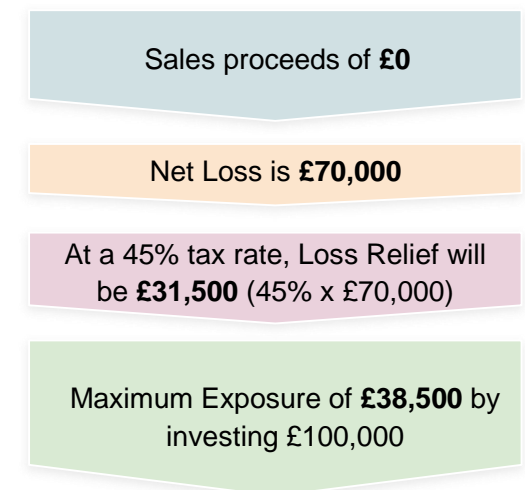 Sales proceeds of £0
Net Loss is £70,000
At a 45% tax rate, Loss Relief will
be £31,500 (45% x £70,000)
Maximum Exposure of £38,500 by
investing £100,000